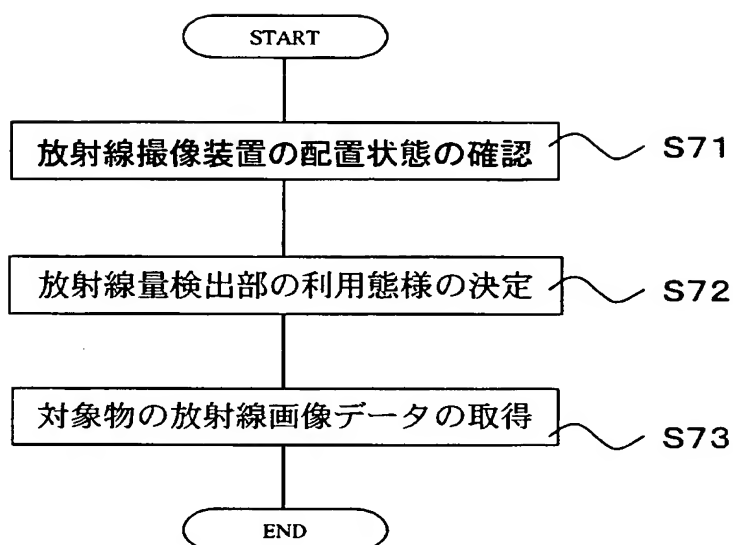 START
放射線撮像装置の配置状態の確認
S71
放射線量検出部の利用態様の決定
S72
対象物の放射線画像データの取得
S73
END